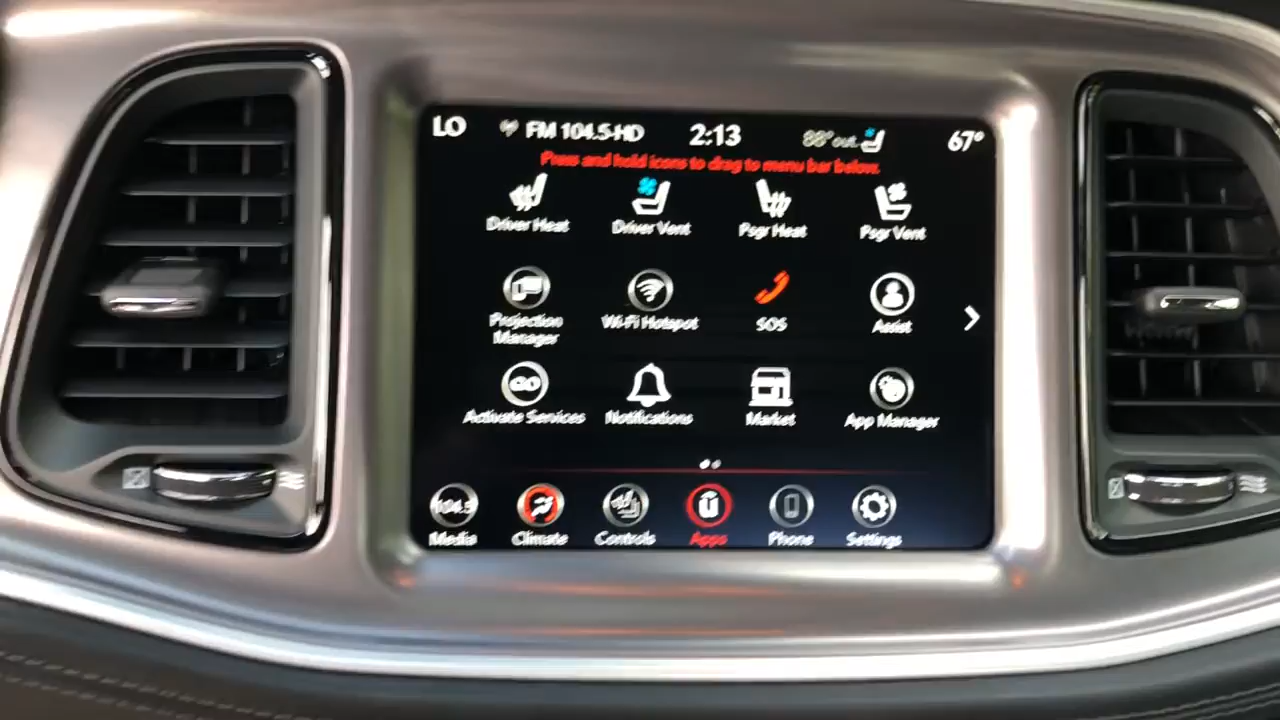 LO FM 104.5-HD 2:13 88° out 67°
Press and hold icons to drag to menu bar below.
Driver Heat Driver Vent Psgr Heat Psgr Vent
Projection Manager Wi-Fi Hotspot SOS Assist
GO
Activate Services Notifications Market App Manager
104.5
Media Climate Controls Apps Phone Settings